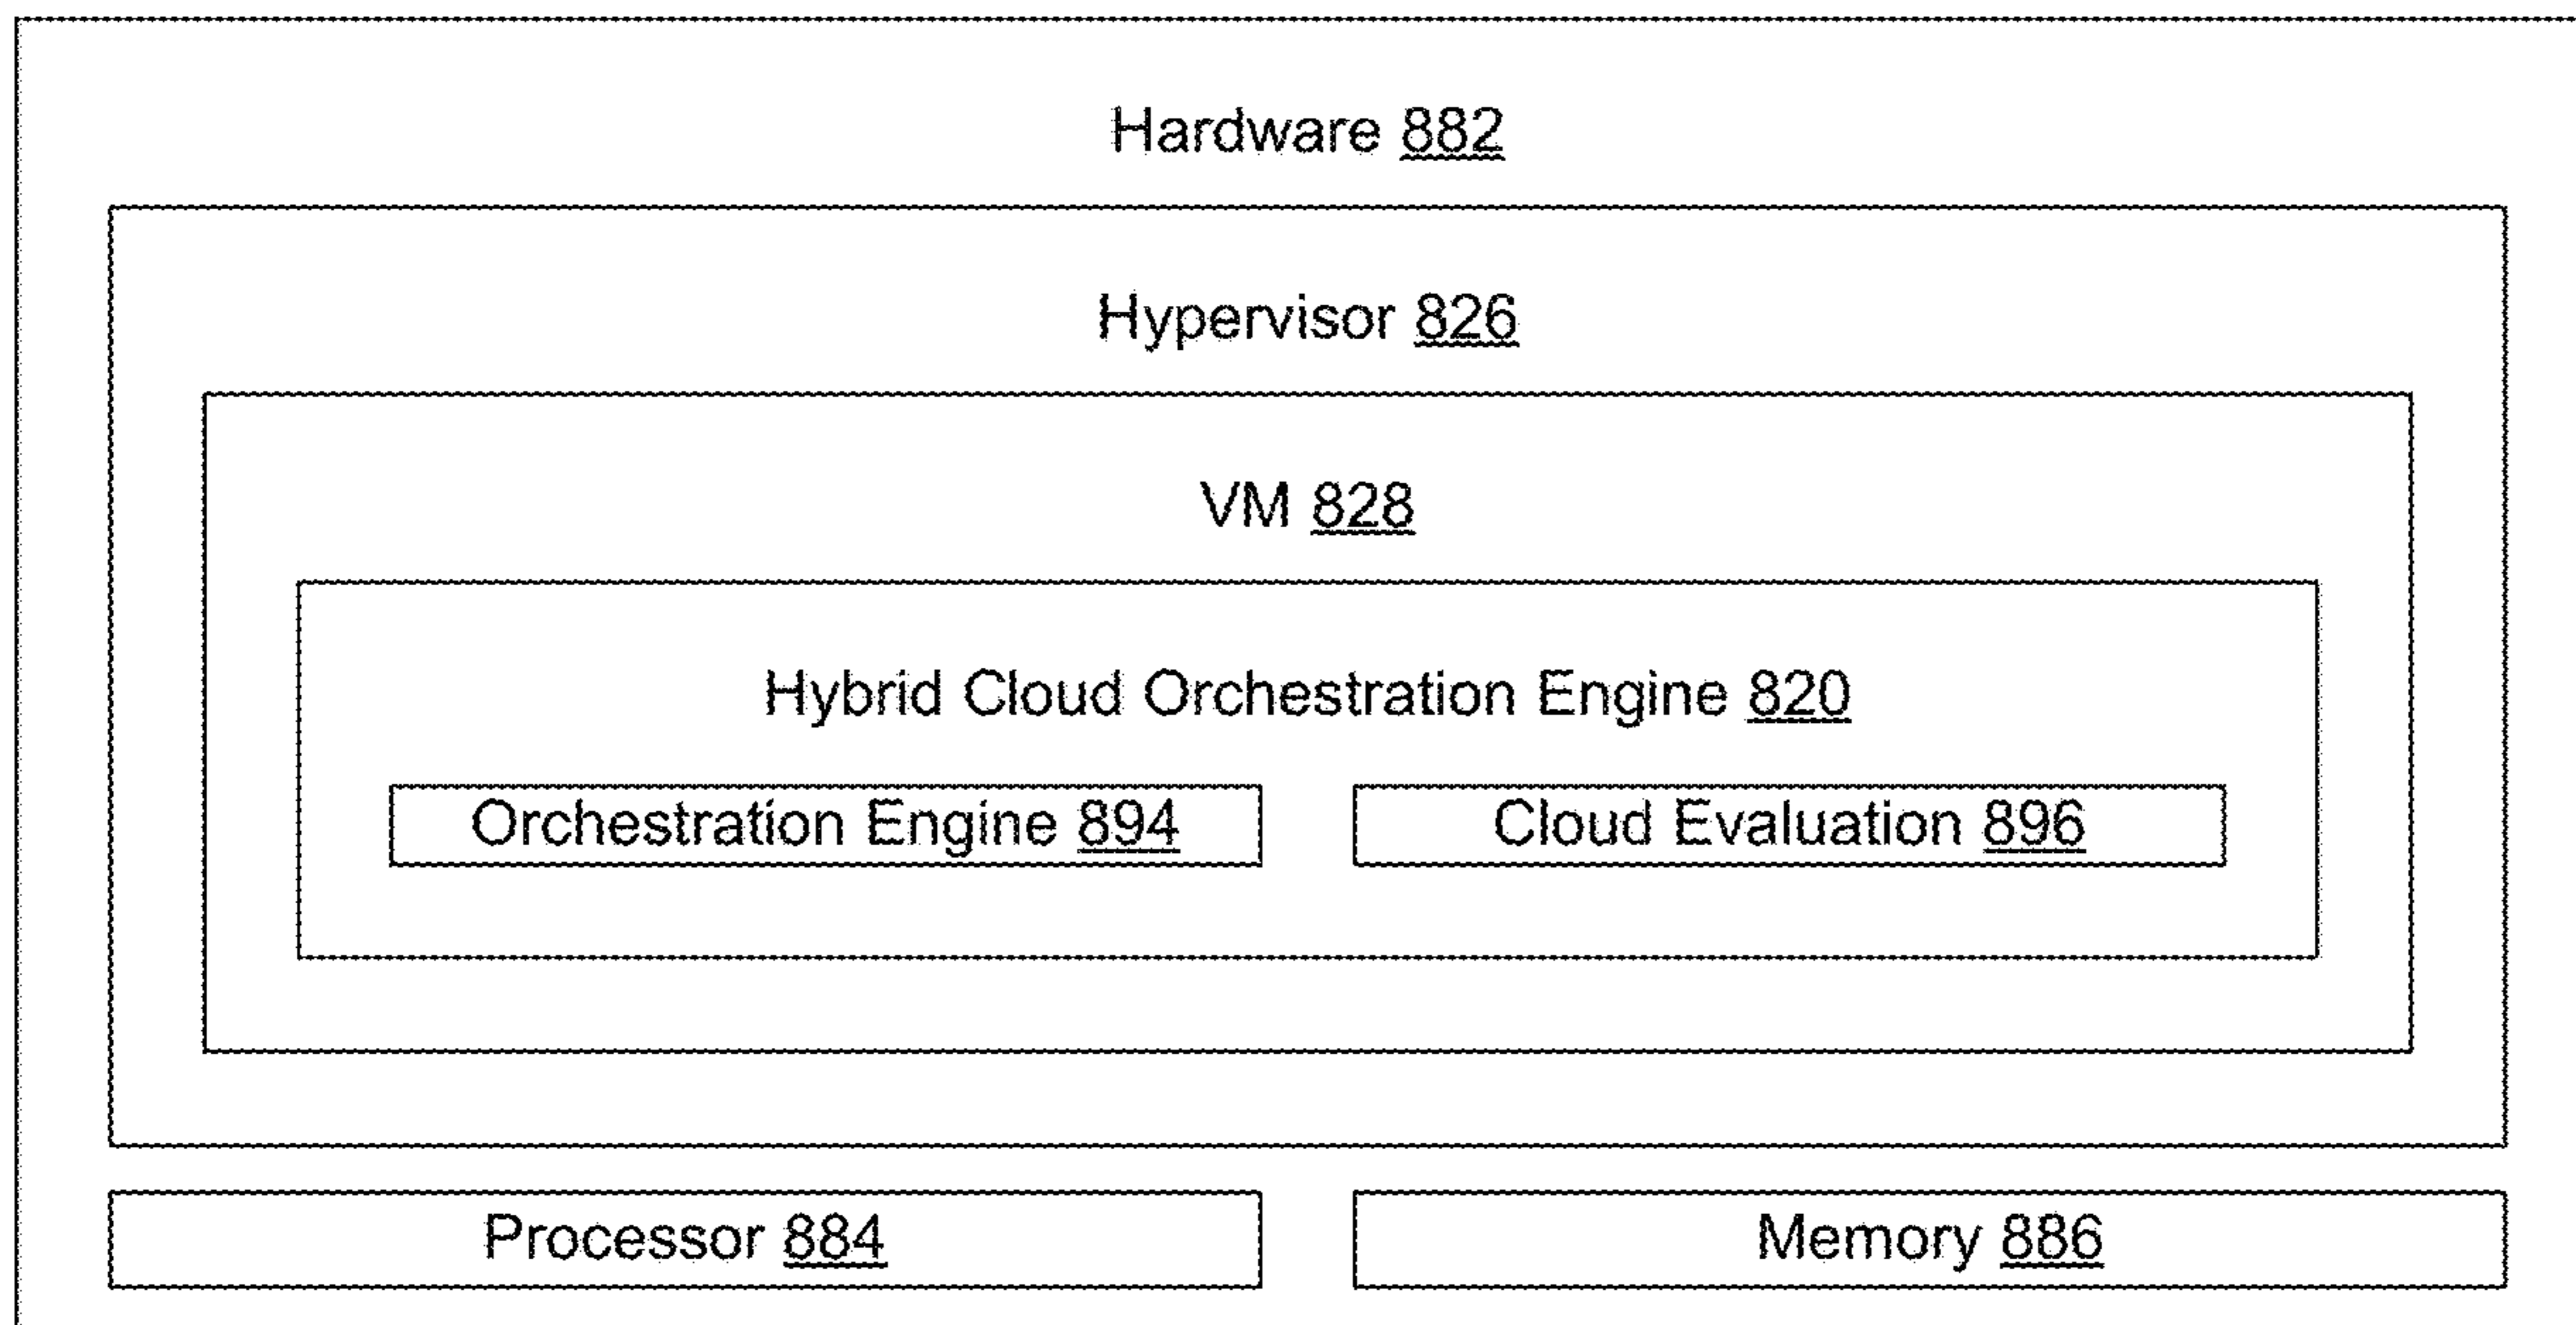 Hardware 882
Hypervisor 826
VM 828
Hybrid Cloud Orchestration Engine 820
Orchestration Engine 894
Cloud Evaluation 896
Processor 884
Memory 886